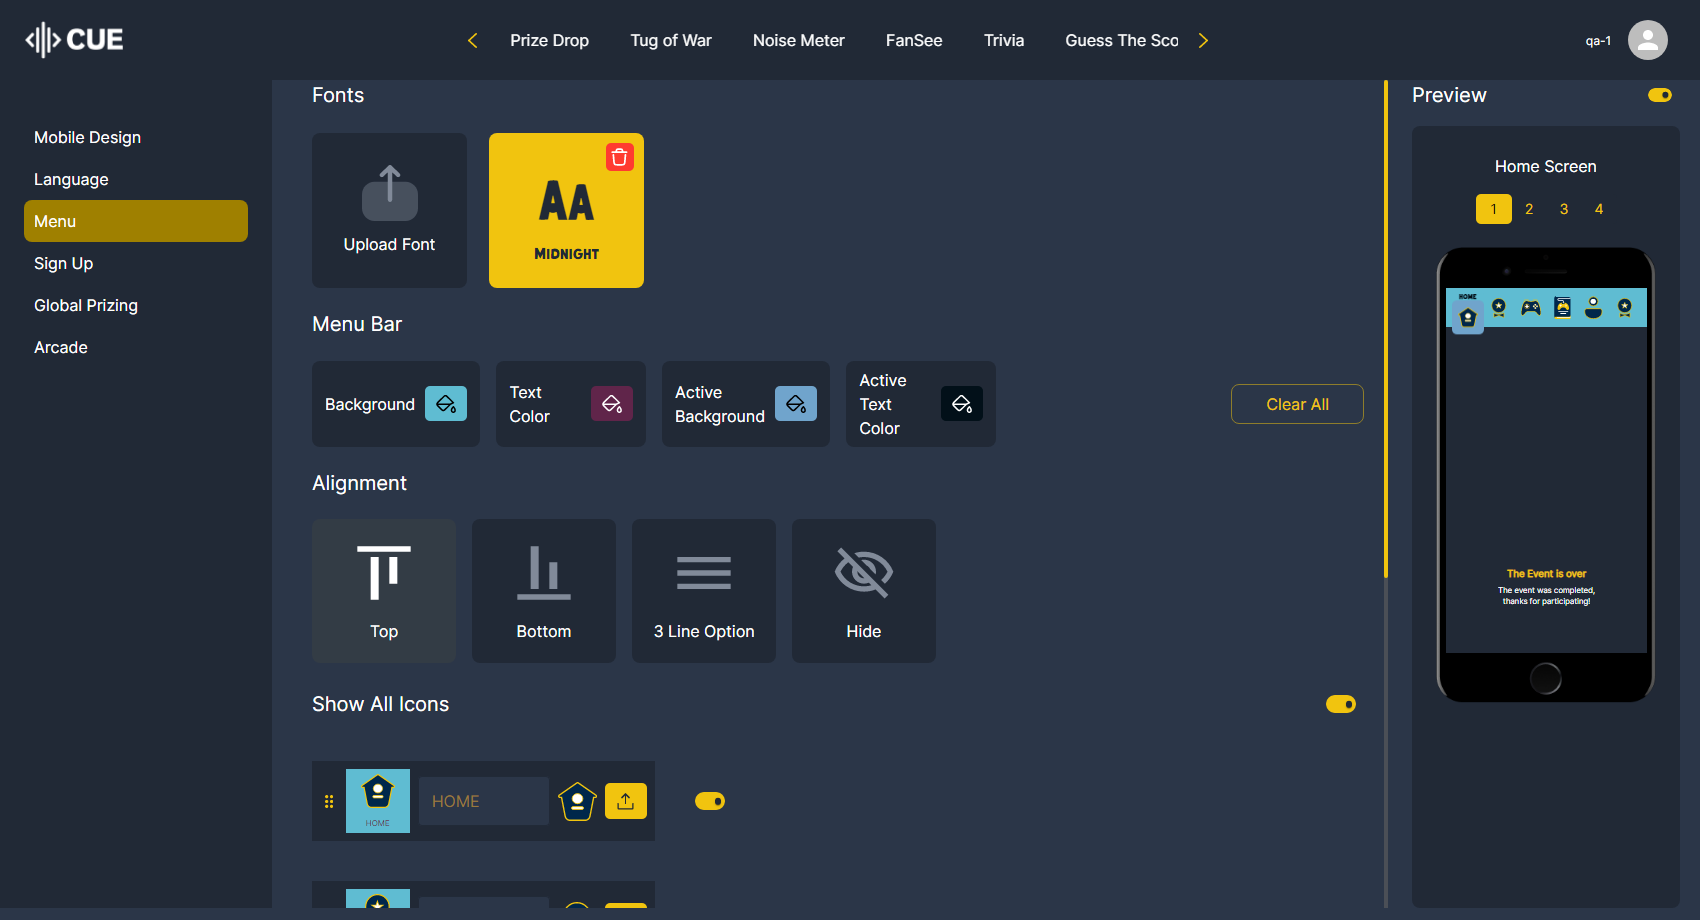 CUE
Prize Drop
Tug of War
Noise Meter
FanSee
Trivia
Guess The Sco
qa-1
Mobile Design
Language
Menu
Sign Up
Global Prizing
Arcade
Fonts
Upload Font
AA
MIDNIGHT
Menu Bar
Background
Text
Color
Active
Background
Active
Text
Color
Clear All
Alignment
Top
Bottom
3 Line Option
Hide
Show All Icons
HOME
HOME
Preview
Home Screen
1 2 3 4
HOME
The Event is over
The event was completed,
thanks for participating!